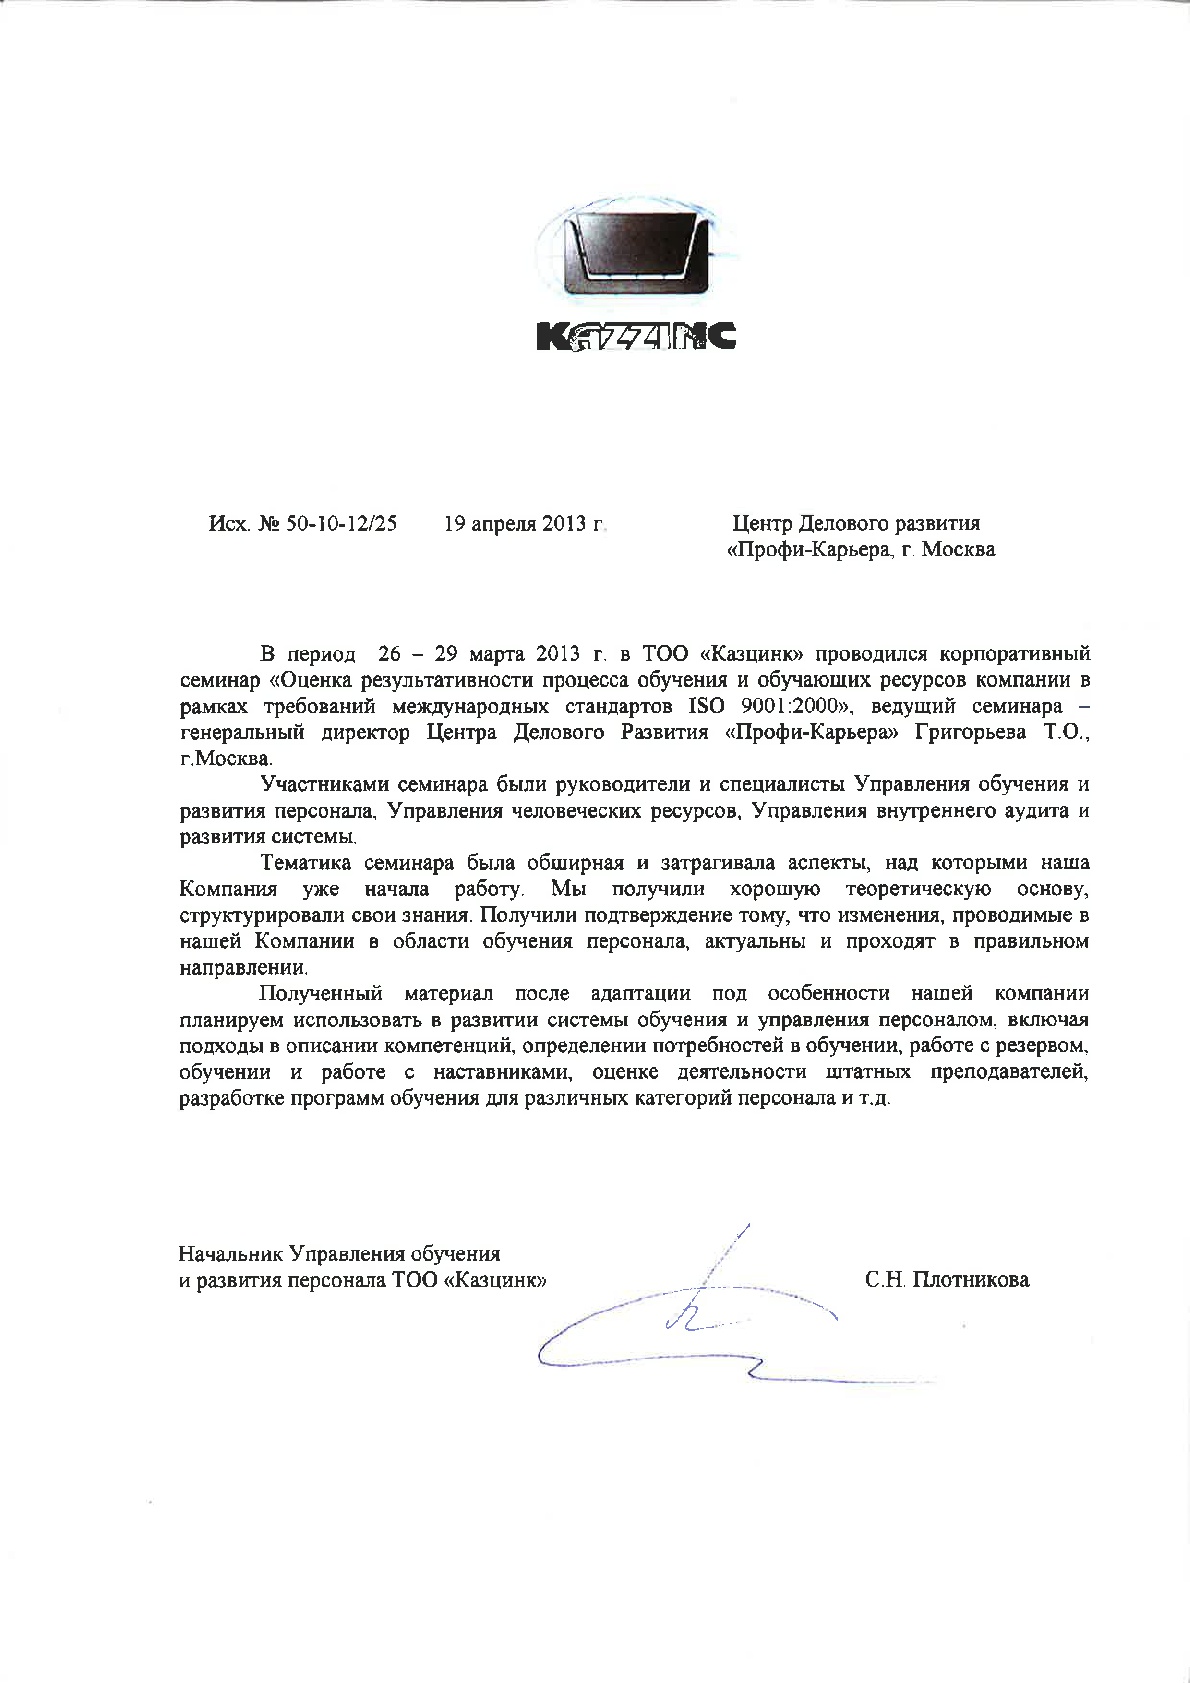 KAZZINC
Исх. № 50-10-12/25 19 апреля 2013 г.
Центр Делового развития
«Профи-Карьера, г. Москва
В период 26 – 29 марта 2013 г. в ТОО «Казцинк» проводился корпоративный
семинар «Оценка результативности процесса обучения и обучающих ресурсов компании в
рамках требований международных стандартов ISO 9001:2000», ведущий семинара –
генеральный директор Центра Делового Развития «Профи-Карьера» Григорьева Т.О.,
г.Москва.
Участниками семинара были руководители и специалисты Управления обучения и
развития персонала, Управления человеческих ресурсов, Управления внутреннего аудита и
развития системы.
Тематика семинара была обширная и затрагивала аспекты, над которыми наша
Компания уже начала работу. Мы получили хорошую теоретическую основу,
структурировали свои знания. Получили подтверждение тому, что изменения, проводимые в
нашей Компании в области обучения персонала, актуальны и проходят в правильном
направлении.
Полученный материал после адаптации под особенности нашей компании
планируем использовать в развитии системы обучения и управления персоналом, включая
подходы в описании компетенций, определении потребностей в обучении, работе с резервом,
обучении и работе с наставниками, оценке деятельности штатных преподавателей,
разработке программ обучения для различных категорий персонала и т.д.
Начальник Управления обучения
и развития персонала ТОО «Казцинк» С.Н. Плотникова